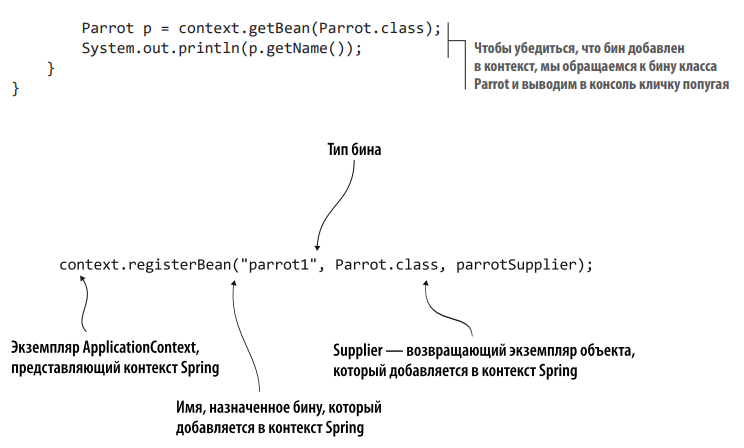 Parrot p = context.getBean(Parrot.class);
System.out.println(p.getName());
}
}
Чтобы убедиться, что бин добавлен
в контекст, мы обращаемся к бину класса
Parrot и выводим в консоль кличку попугая
Тип бина
context.registerBean("parrot1", Parrot.class, parrotSupplier);
Экземпляр ApplicationContext,
представляющий контекст Spring
Supplier — возвращающий экземпляр объекта,
который добавляется в контекст Spring
Имя, назначенное бину, который
добавляется в контекст Spring